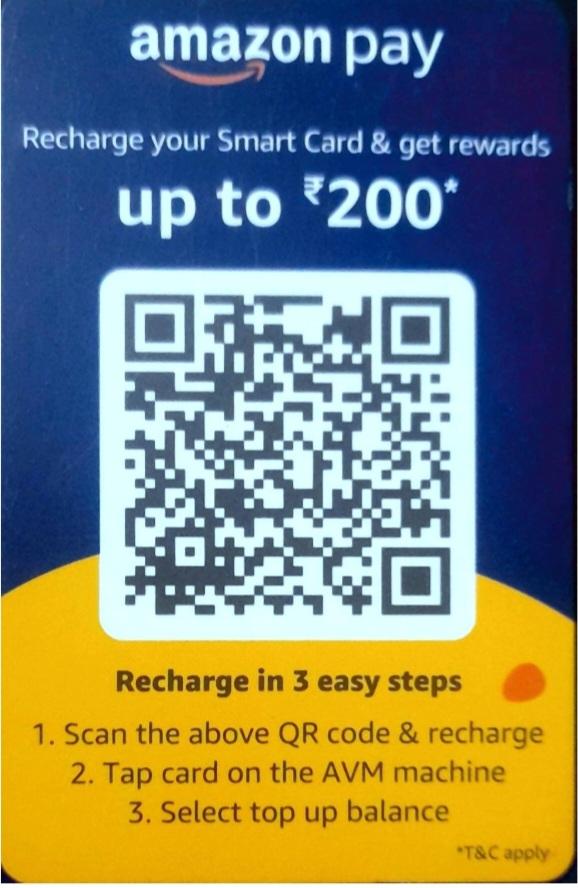 amazon pay
Recharge your Smart Card & get rewards
up to ₹200*
Recharge in 3 easy steps
1. Scan the above QR code & recharge
2. Tap card on the AVM machine
3. Select top up balance
*T&C apply